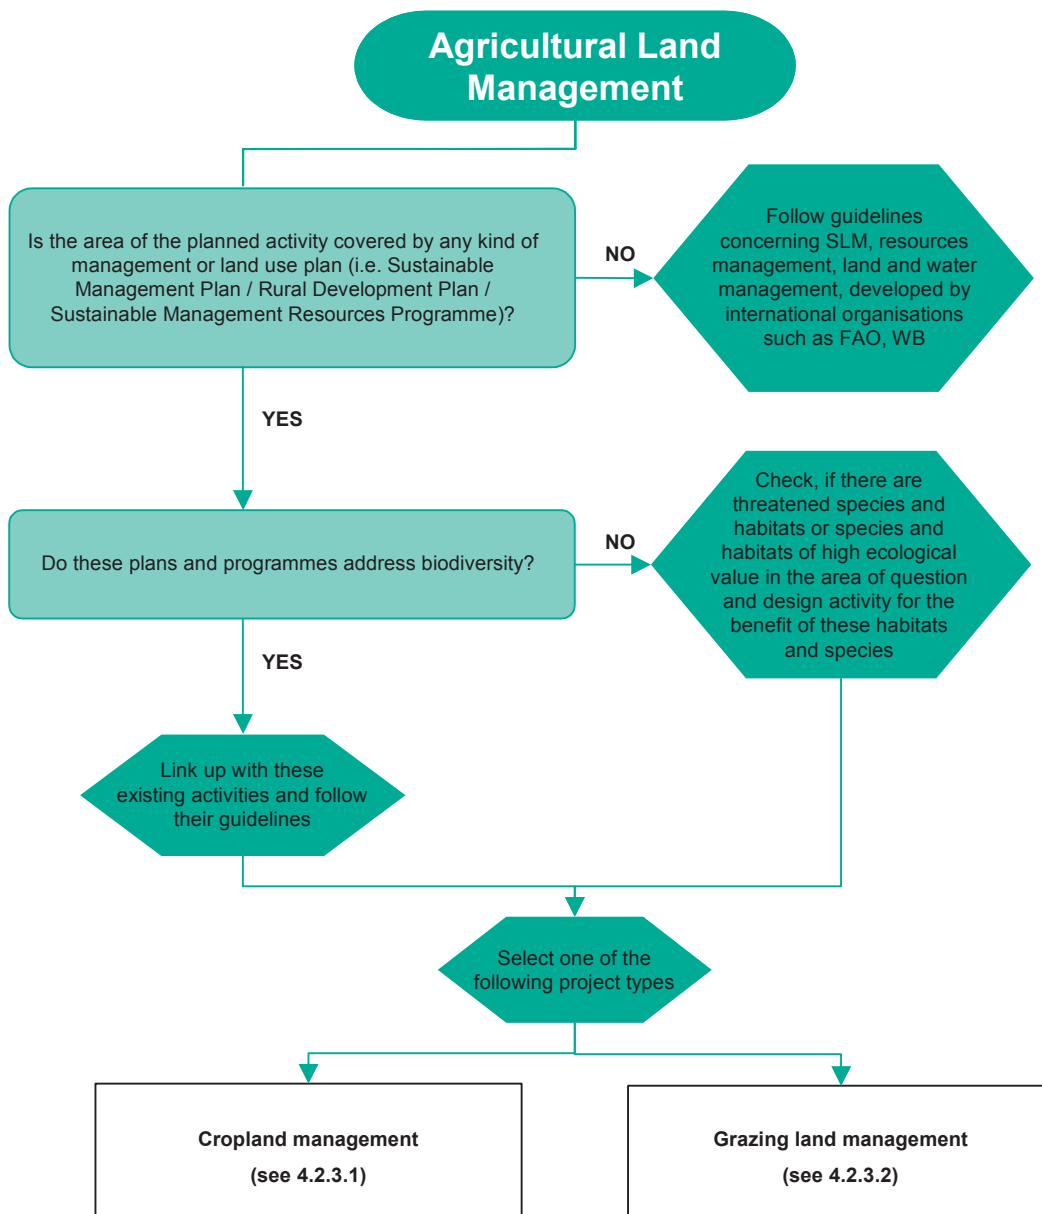 Agricultural Land
Management
Is the area of the planned activity covered by any kind of
management or land use plan (i.e. Sustainable
Management Plan / Rural Development Plan /
Sustainable Management Resources Programme)?
NO
Follow guidelines
concerning SLM, resources
management, land and water
management, developed by
international organisations
such as FAO, WB
YES
Do these plans and programmes address biodiversity?
NO
Check, if there are
threatened species and
habitats or species and
habitats of high ecological
value in the area of question
and design activity for the
benefit of these habitats
and species
YES
Link up with these
existing activities and follow
their guidelines
Select one of the
following project types
Cropland management
(see 4.2.3.1)
Grazing land management
(see 4.2.3.2)